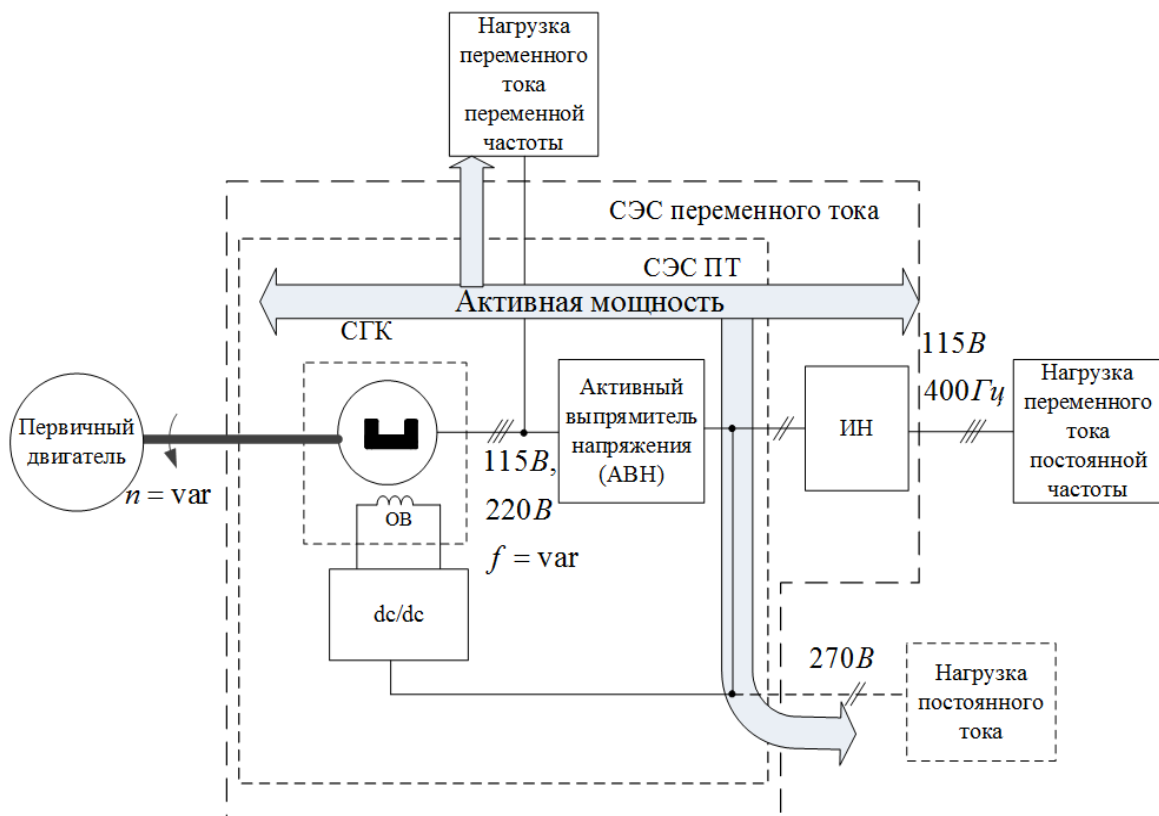 Нагрузка
переменного
тока
переменной
частоты
СЭС переменного тока
СЭС ПТ
Активная мощность
СГК
Первичный
двигатель
n = var
ОВ
dc/dc
115В,
220В
f = var
Активный
выпрямитель
напряжения
(АВН)
ИН
115В
400Гц
Нагрузка
переменного
тока
постоянной
частоты
270В
Нагрузка
постоянного
тока